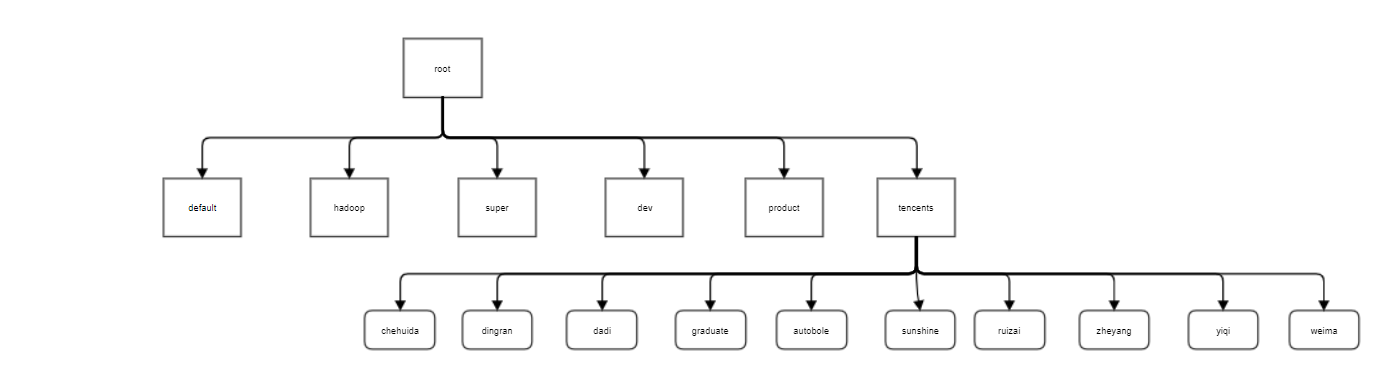 root
default
hadoop
super
dev
product
tencents
chehuida
dingran
dadi
graduate
autobole
sunshine
ruizai
zheyang
yiqi
weima